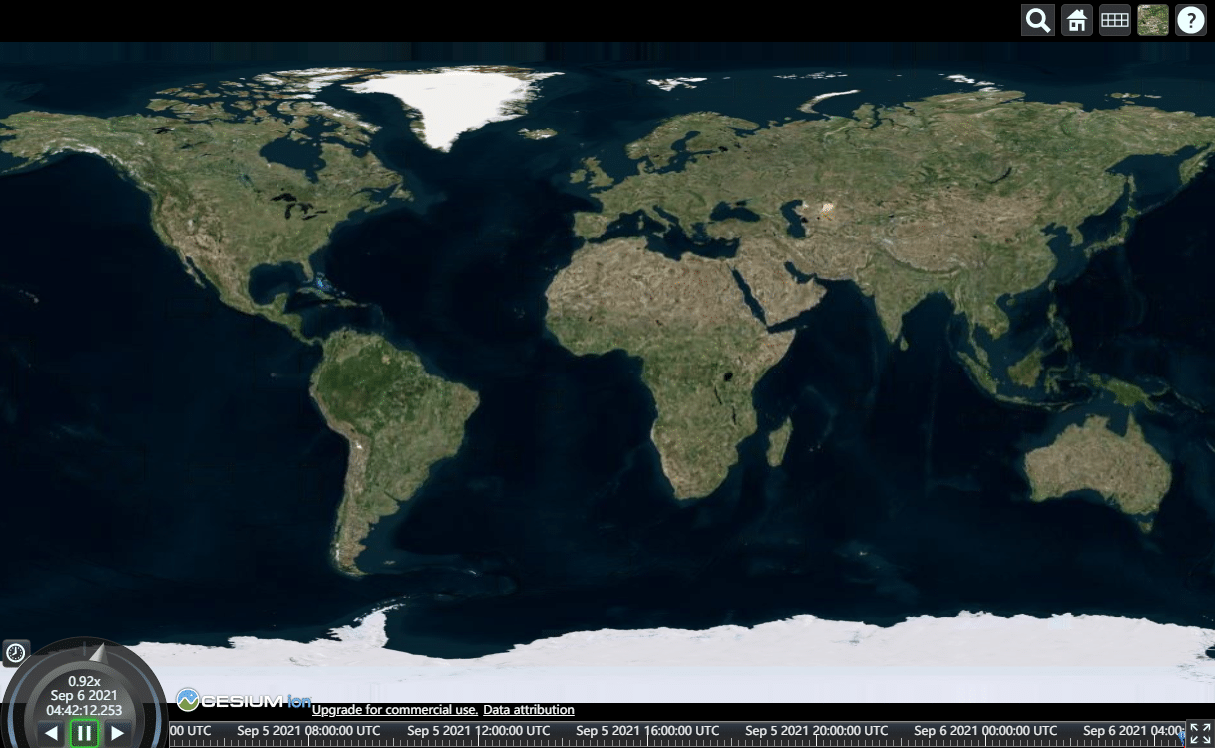 ?
0.92x
Sep 6 2021
04:42:12.253
CESIUM ion
Upgrade for commercial use. Data attribution
00 UTC Sep 5 2021 08:00:00 UTC Sep 5 2021 12:00:00 UTC Sep 5 2021 16:00:00 UTC Sep 5 2021 20:00:00 UTC Sep 6 2021 00:00:00 UTC Sep 6 2021 04:00